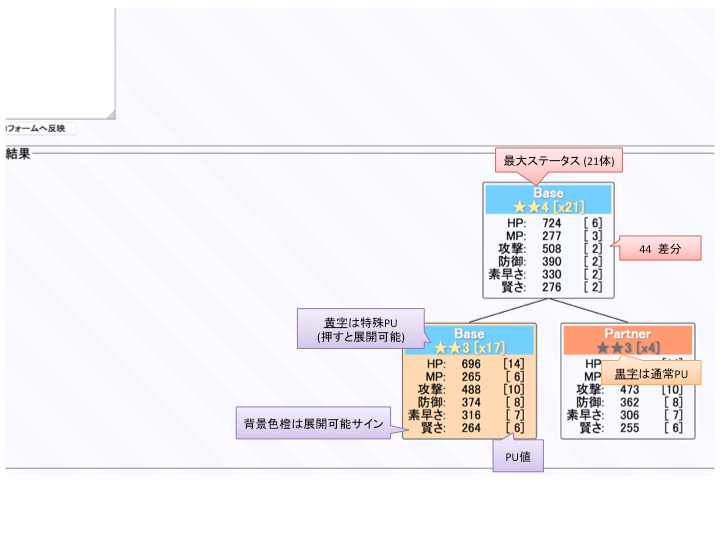 フォームへ反映
結果
最大ステータス (21体)
Base
★★4 [x21]
HP: 724 [ 6]
MP: 277 [ 3]
攻撃: 508 [ 2]
防御: 390 [ 2]
素早さ: 330 [ 2]
賢さ: 276 [ 2]
44 差分
黄字は特殊PU
(押すと展開可能)
Base
★★3 [x17]
HP: 696 [14]
MP: 265 [ 6]
攻撃: 488 [10]
防御: 374 [ 8]
素早さ: 316 [ 7]
賢さ: 264 [ 6]
Partner
★★3 [x4]
HP
MP
黒字は通常PU
攻撃: 473 [10]
防御: 362 [ 8]
素早さ: 306 [ 7]
賢さ: 255 [ 6]
背景色橙は展開可能サイン
PU値